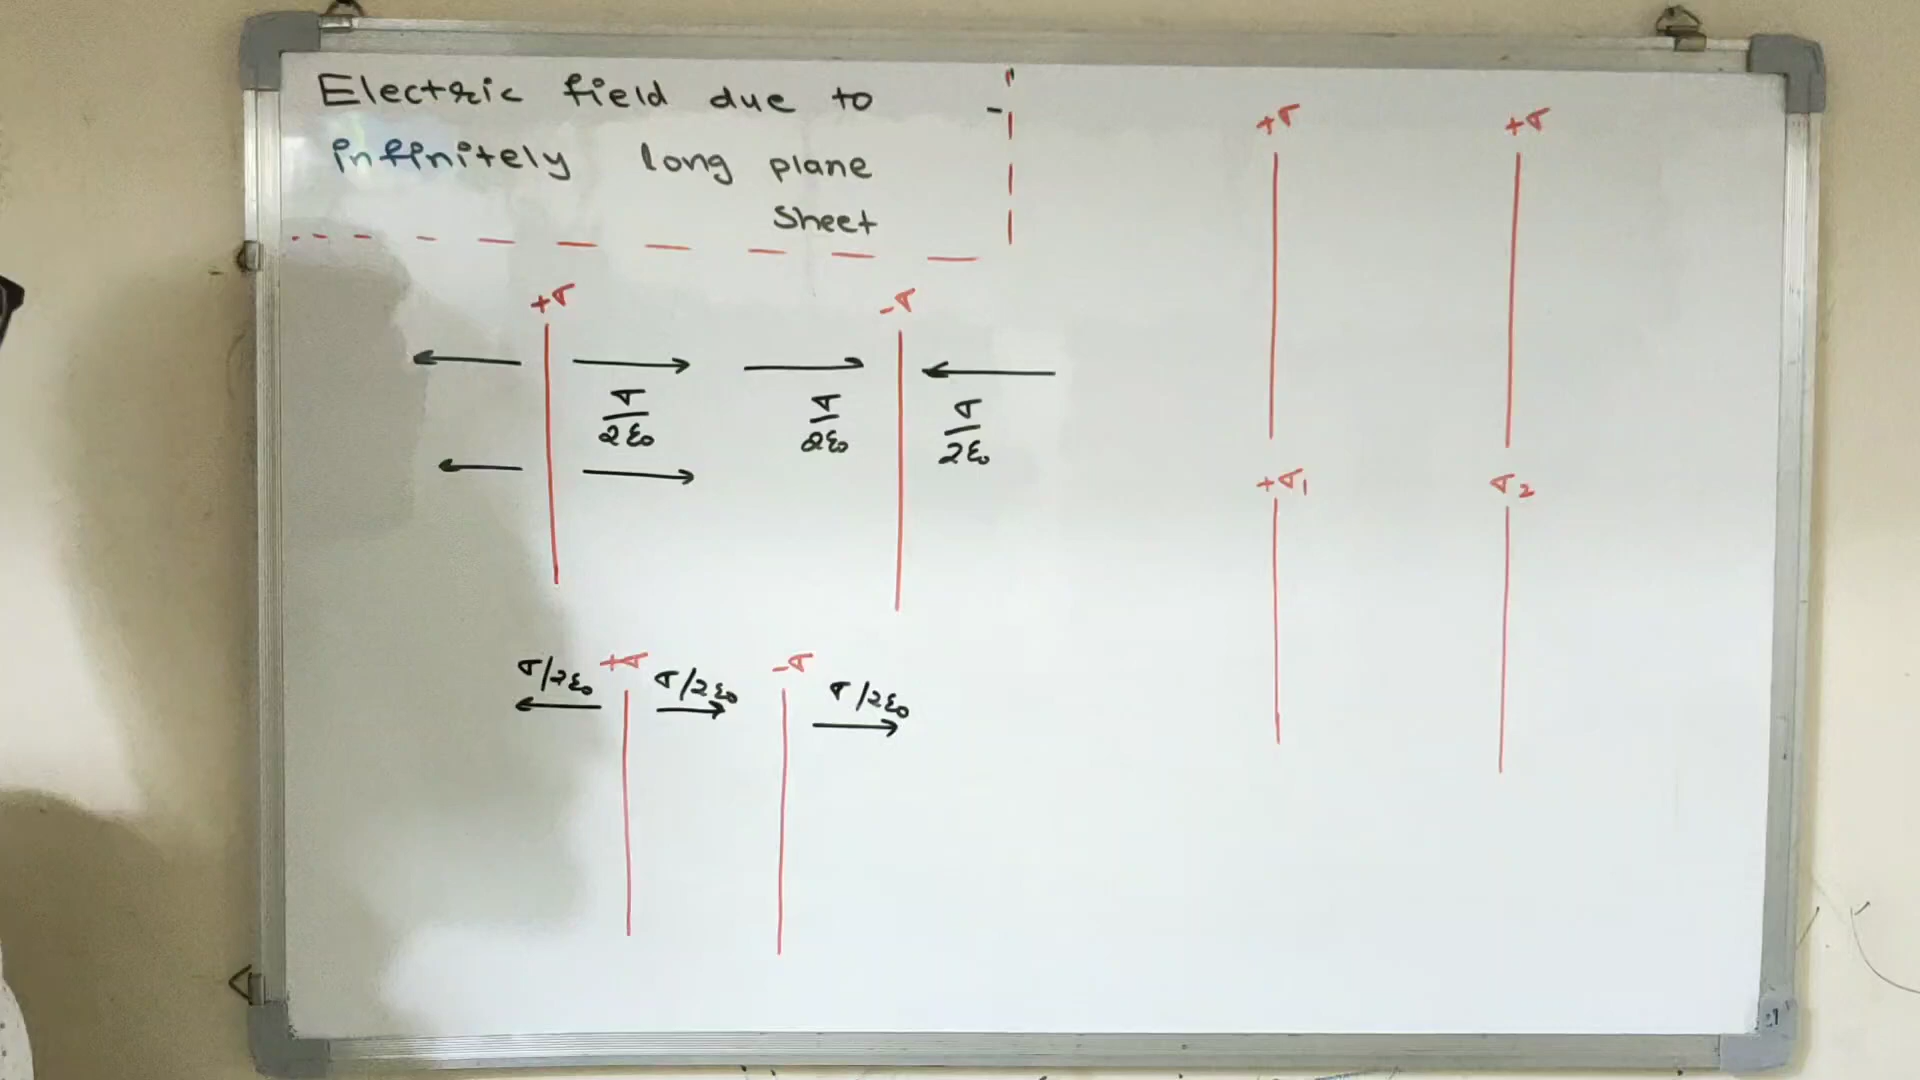 Electric field due to
infinitely long plane
Sheet
+σ
-σ
σ/2ε₀
σ/2ε₀
σ/2ε₀
σ/2ε₀ +σ σ/2ε₀ -σ σ/2ε₀
+σ +σ
+σ₁ σ₂